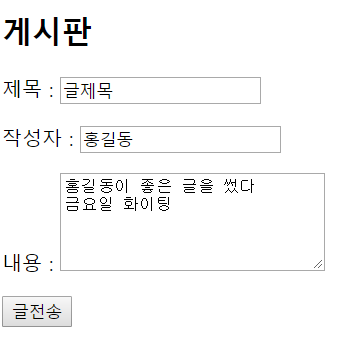 게시판
제목 : 글제목
작성자 : 홍길동
홍길동이 좋은 글을 썼다
금요일 화이팅
내용 :
글전송